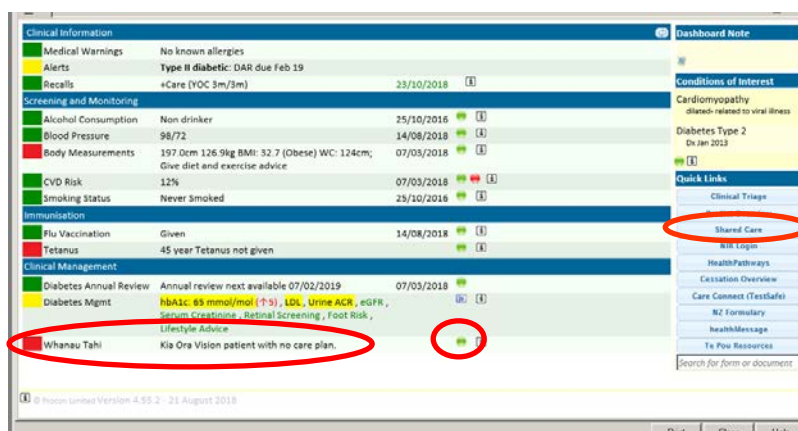 Clinical Information
Medical Warnings No known allergies
Alerts Type II diabetic: DAR due Feb 19
Recalls +Care (YOC 3m/3m) 23/10/2018
Screening and Monitoring
Alcohol Consumption Non drinker 25/10/2016
Blood Pressure 98/72 14/08/2018
Body Measurements 197.0cm 126.9kg BMI: 32.7 (Obese) WC: 124cm; 07/03/2018
Give diet and exercise advice
CVD Risk 12% 07/03/2018
Smoking Status Never Smoked 25/10/2016
Immunisation
Flu Vaccination Given 14/08/2018
Tetanus 45 year Tetanus not given
Clinical Management
Diabetes Annual Review Annual review next available 07/02/2019 07/03/2018
Diabetes Mgmt hbA1c: 65 mmol/mol (↑5) , LDL , Urine ACR , eGFR ,
Serum Creatinine , Retinal Screening , Foot Risk ,
Lifestyle Advice
Whanau Tahi Kia Ora Vision patient with no care plan.
© Procon Limited Version 4.55.2 - 21 August 2018
Dashboard Note
Conditions of Interest
Cardiomyopathy
dilated- related to viral illness
Diabetes Type 2
Dx Jan 2013
Quick Links
Clinical Triage
Shared Care
NIR Login
HealthPathways
Cessation Overview
Care Connect (TestSafe)
NZ Formulary
healthMessage
Te Pou Resources
Search for form or document